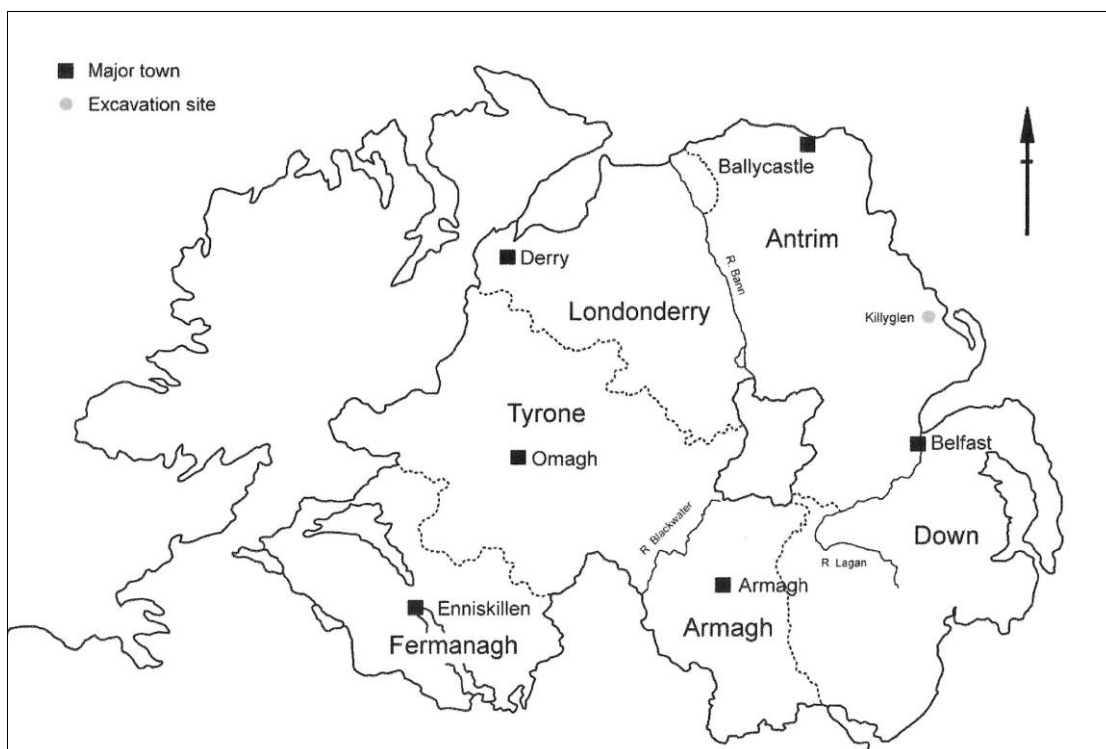 Major town
Excavation site
Ballycastle
Antrim
Derry
R. Bann
Londonderry
Killyglen
Tyrone
Omagh
Belfast
R Blackwater
Down
R Lagan
Armagh
Enniskillen
Armagh
Fermanagh